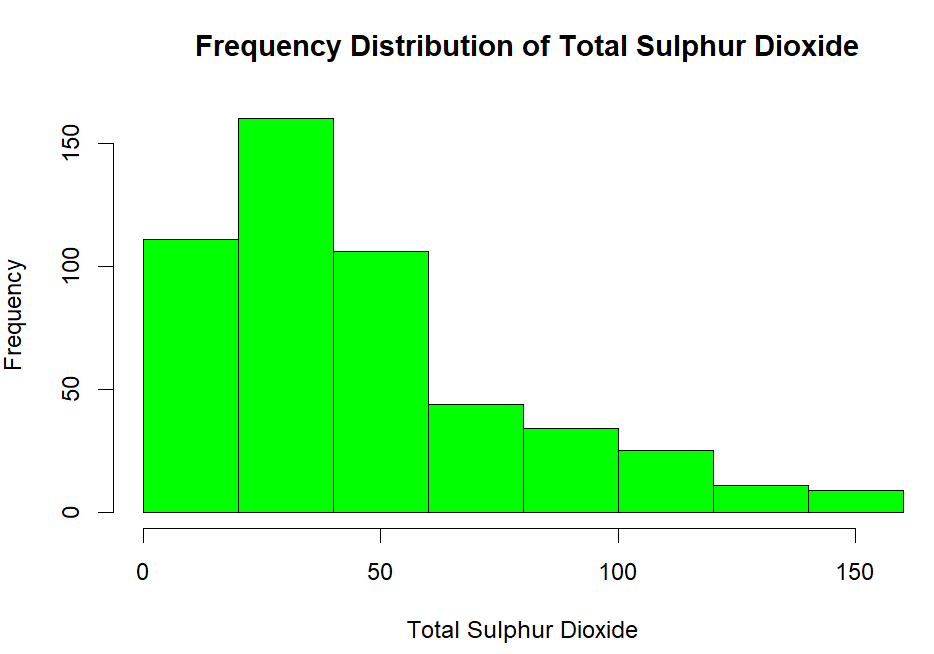 Frequency Distribution of Total Sulphur Dioxide
Frequency
150
100
50
0
0 50 100 150
Total Sulphur Dioxide